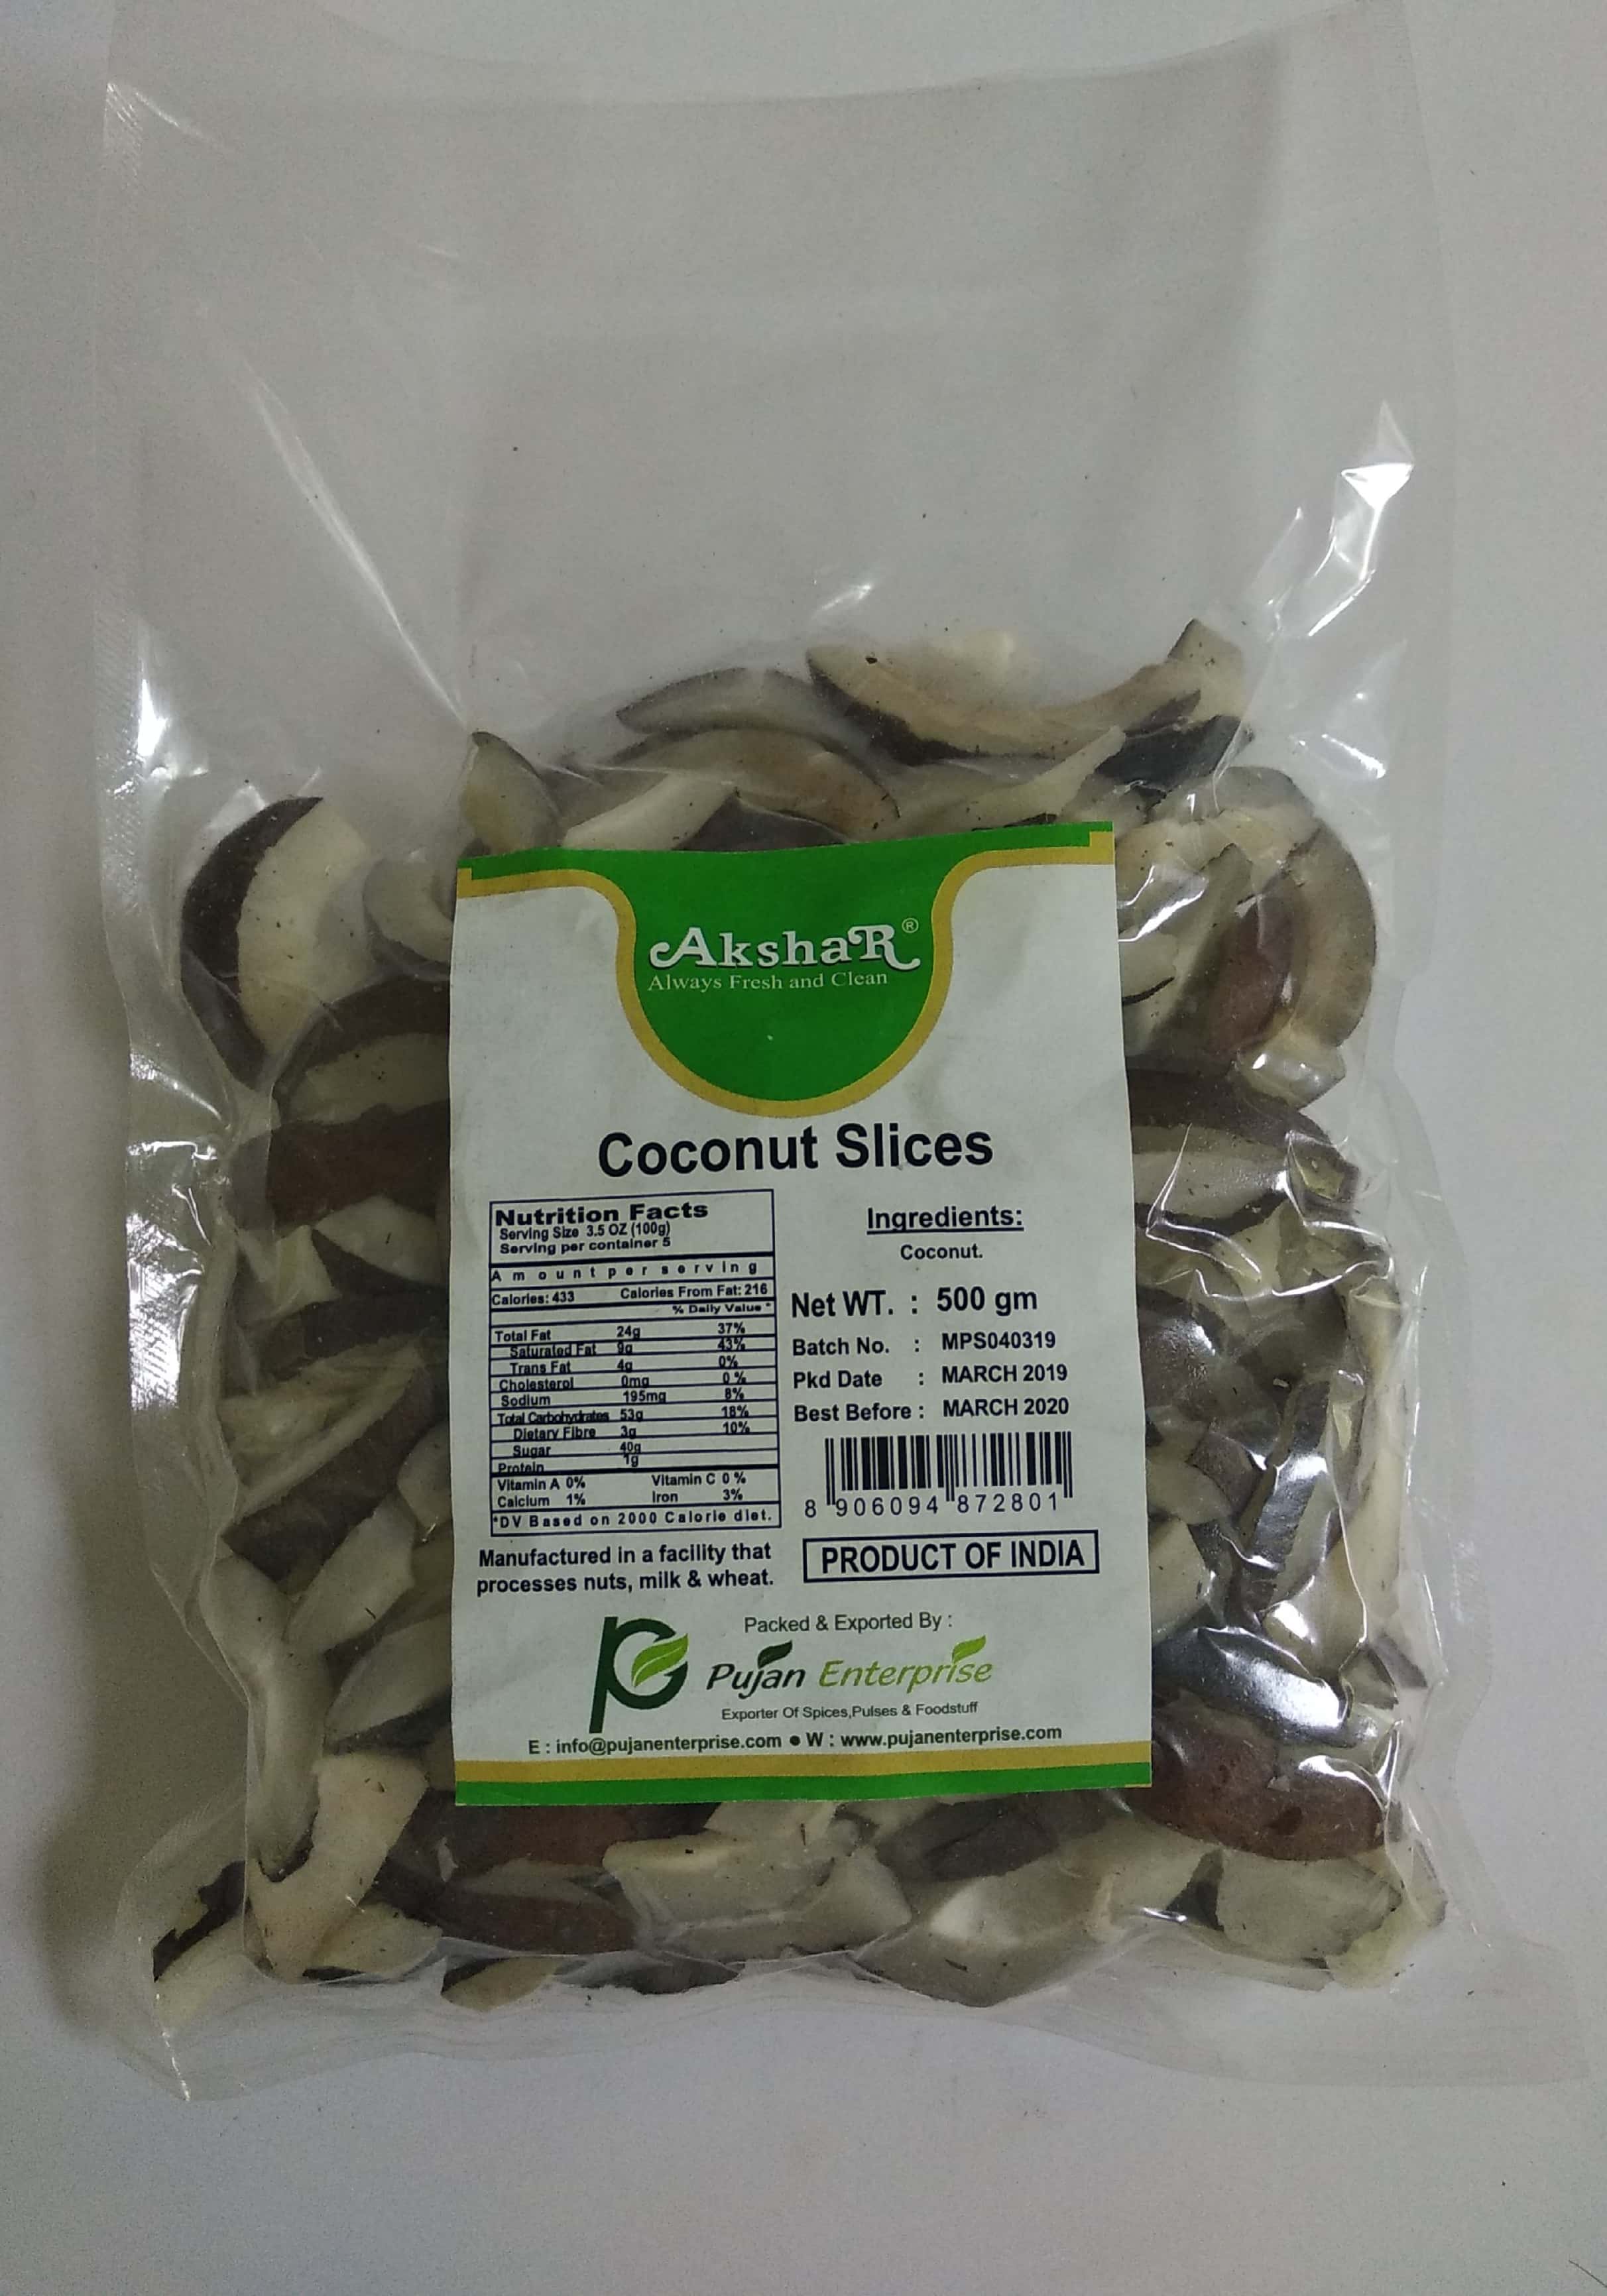 AkshaR®
Always Fresh and Clean
Coconut Slices
Nutrition Facts
Serving Size 3.5 OZ (100g)
Serving per container 5
Amount per serving
Calories: 433 Calories From Fat: 216
% Daily Value *
Total Fat 24g 37%
Saturated Fat 9g 43%
Trans Fat 4g 0%
Cholesterol 0mg 0%
Sodium 195mg 8%
Total Carbohydrates 53g 18%
Dietary Fibre 3g 10%
Sugar 40g
Protein 1g
Vitamin A 0% Vitamin C 0 %
Calcium 1% Iron 3%
*DV Based on 2000 Calorie diet.
Manufactured in a facility that
processes nuts, milk & wheat.
Ingredients:
Coconut.
Net WT. : 500 gm
Batch No. : MPS040319
Pkd Date : MARCH 2019
Best Before : MARCH 2020
8 906094 872801
PRODUCT OF INDIA
Packed & Exported By :
Pujan Enterprise
Exporter Of Spices,Pulses & Foodstuff
E : info@pujanenterprise.com ● W : www.pujanenterprise.com